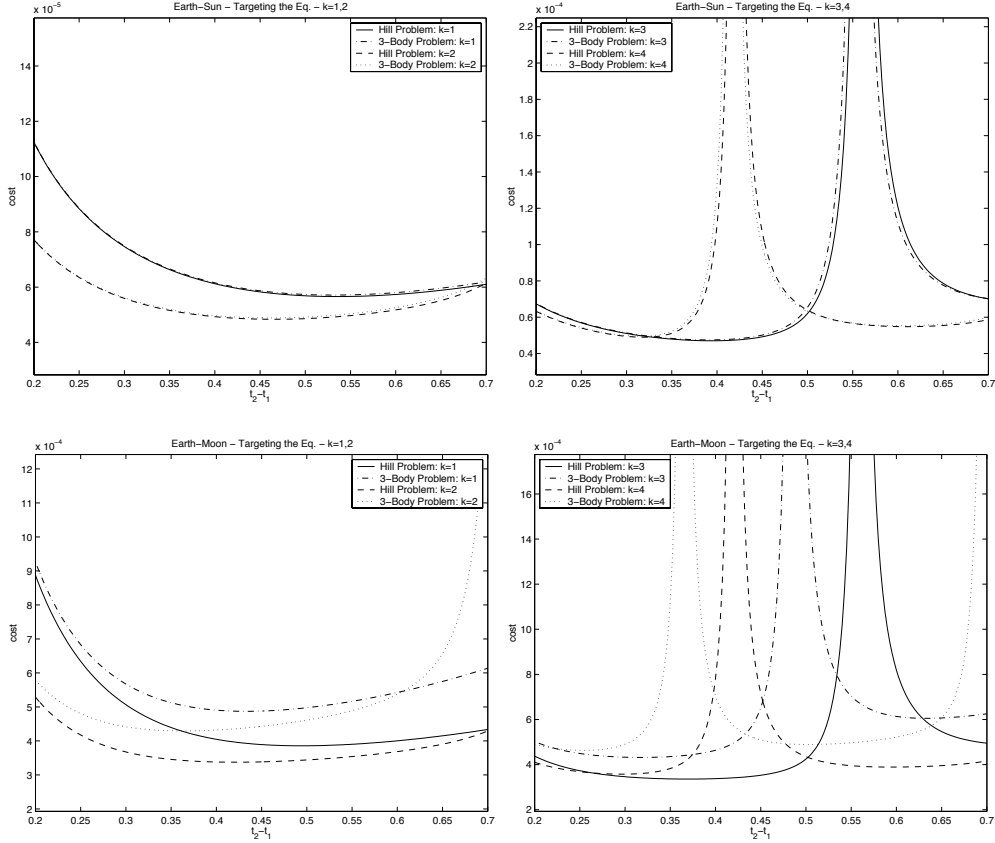 Earth−Sun − Targeting the Eq. − k=1,2
x 10⁻⁵
Hill Problem: k=1
3−Body Problem: k=1
Hill Problem: k=2
3−Body Problem: k=2
14
12
10
8
6
4
cost
0.2 0.25 0.3 0.35 0.4 0.45 0.5 0.55 0.6 0.65 0.7
t₂−t₁
Earth−Sun − Targeting the Eq. − k=3,4
x 10⁻⁴
Hill Problem: k=3
3−Body Problem: k=3
Hill Problem: k=4
3−Body Problem: k=4
2.2
2
1.8
1.6
1.4
1.2
1
0.8
0.6
0.4
cost
0.2 0.25 0.3 0.35 0.4 0.45 0.5 0.55 0.6 0.65 0.7
t₂−t₁
Earth−Moon − Targeting the Eq. − k=1,2
x 10⁻⁴
Hill Problem: k=1
3−Body Problem: k=1
Hill Problem: k=2
3−Body Problem: k=2
12
11
10
9
8
7
6
5
4
3
2
cost
0.2 0.25 0.3 0.35 0.4 0.45 0.5 0.55 0.6 0.65 0.7
t₂−t₁
Earth−Moon − Targeting the Eq. − k=3,4
x 10⁻⁴
Hill Problem: k=3
3−Body Problem: k=3
Hill Problem: k=4
3−Body Problem: k=4
16
14
12
10
8
6
4
2
cost
0.2 0.25 0.3 0.35 0.4 0.45 0.5 0.55 0.6 0.65 0.7
t₂−t₁